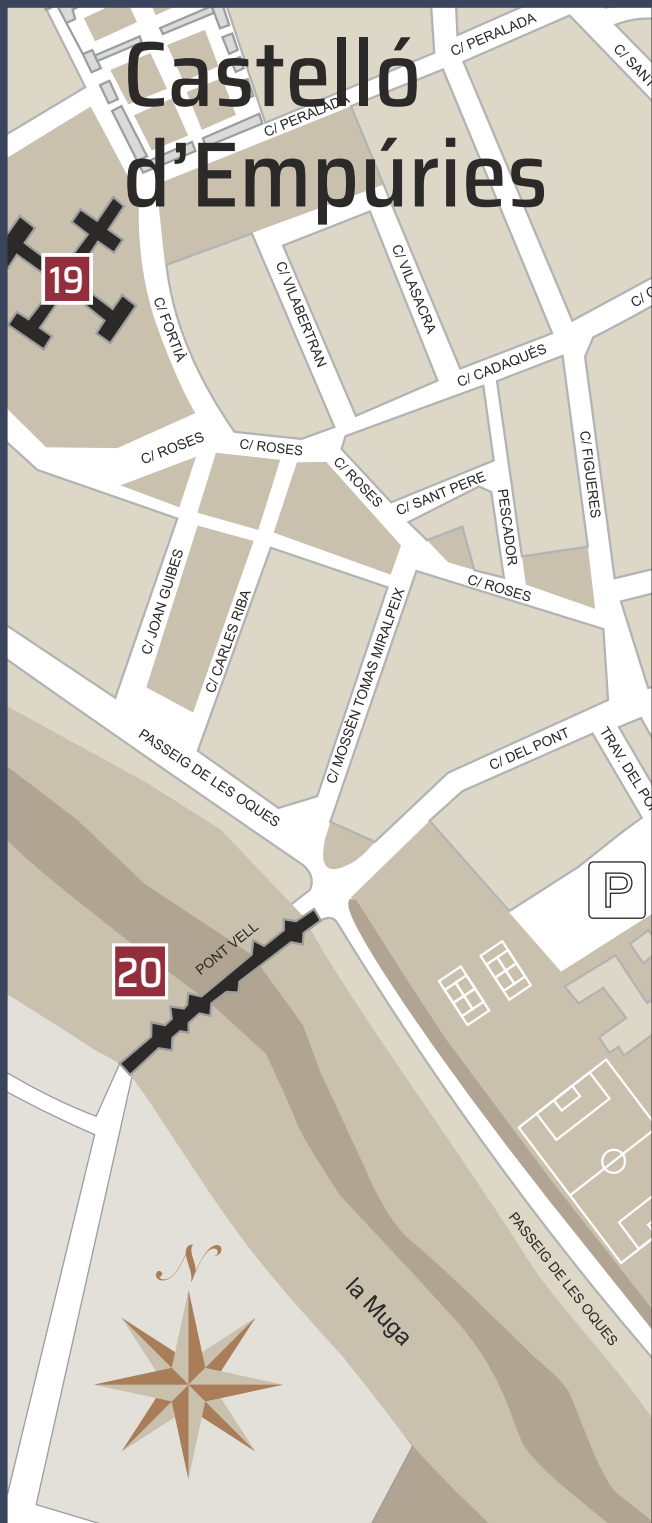 Castelló
d'Empúries
C/ PERALADA
C/ PERALADA
C/ SANT
19
C/ FORTIÀ
C/ VILABERTRAN
C/ VILASACRA
C/ CADAQUÉS
C/ ROSES
C/ ROSES
C/ ROSES
C/ SANT PERE
PESCADOR
C/ FIGUERES
C/ ROSES
C/ JOAN GUIBES
C/ CARLES RIBA
C/ MOSSÈN TOMAS MIRALPEIX
PASSEIG DE LES OQUES
C/ DEL PONT
TRAV. DEL
P
PONT VELL
20
PASSEIG DE LES OQUES
N
la Muga